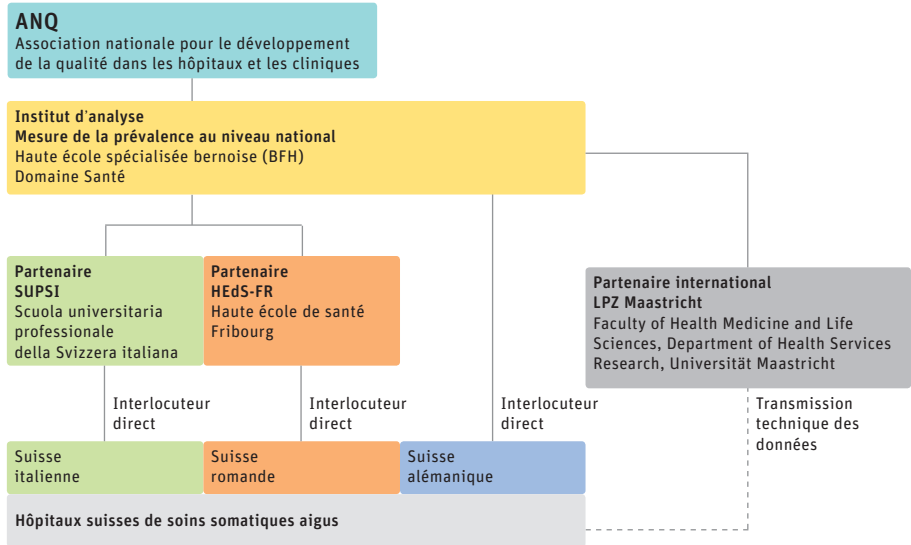 ANQ
Association nationale pour le développement
de la qualité dans les hôpitaux et les cliniques
Institut d'analyse
Mesure de la prévalence au niveau national
Haute école spécialisée bernoise (BFH)
Domaine Santé
Partenaire
SUPSI
Scuola universitaria
professionale
della Svizzera italiana
Partenaire
HEdS-FR
Haute école de santé
Fribourg
Partenaire international
LPZ Maastricht
Faculty of Health Medicine and Life
Sciences, Department of Health Services
Research, Universität Maastricht
Interlocuteur
direct
Interlocuteur
direct
Interlocuteur
direct
Transmission
technique des
données
Suisse
italienne
Suisse
romande
Suisse
alémanique
Hôpitaux suisses de soins somatiques aigus